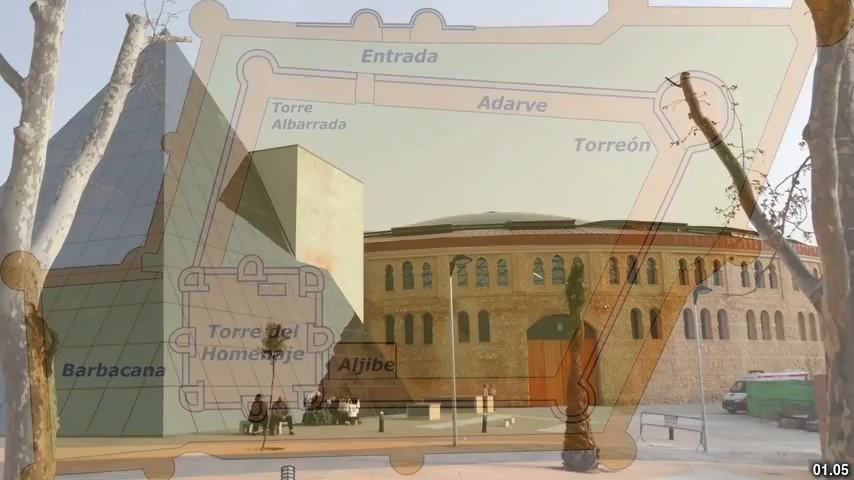 Entrada
Torre
Albarrada
Adarve
Torreón
6
Torre del
Homenaje
Barbacana
Aljibe
01.05